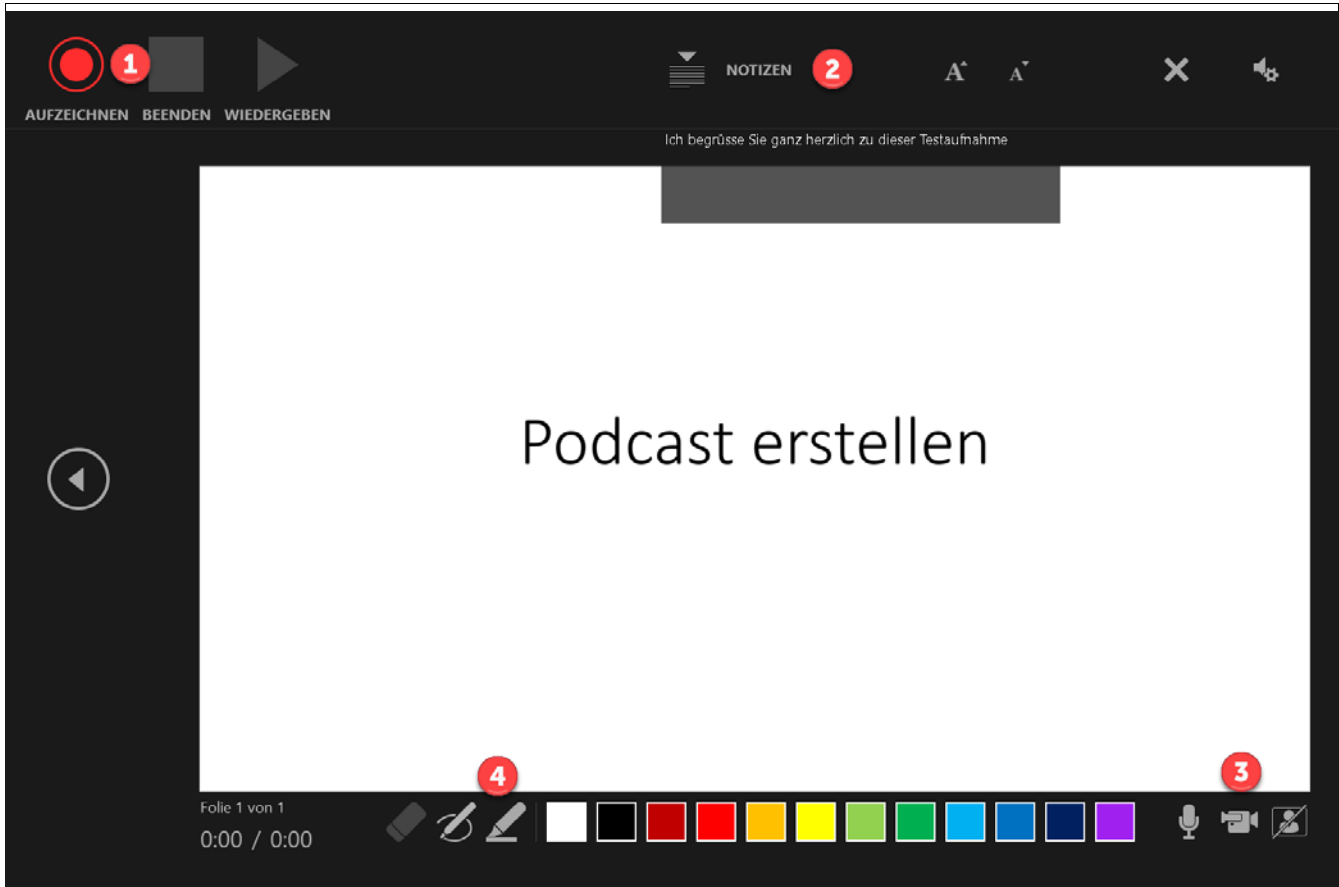 1
AUFZEICHNEN BEENDEN WIEDERGEBEN
NOTIZEN 2 A A
Ich begrüsse Sie ganz herzlich zu dieser Testaufnahme
Podcast erstellen
4
3
Folie 1 von 1
0:00 / 0:00